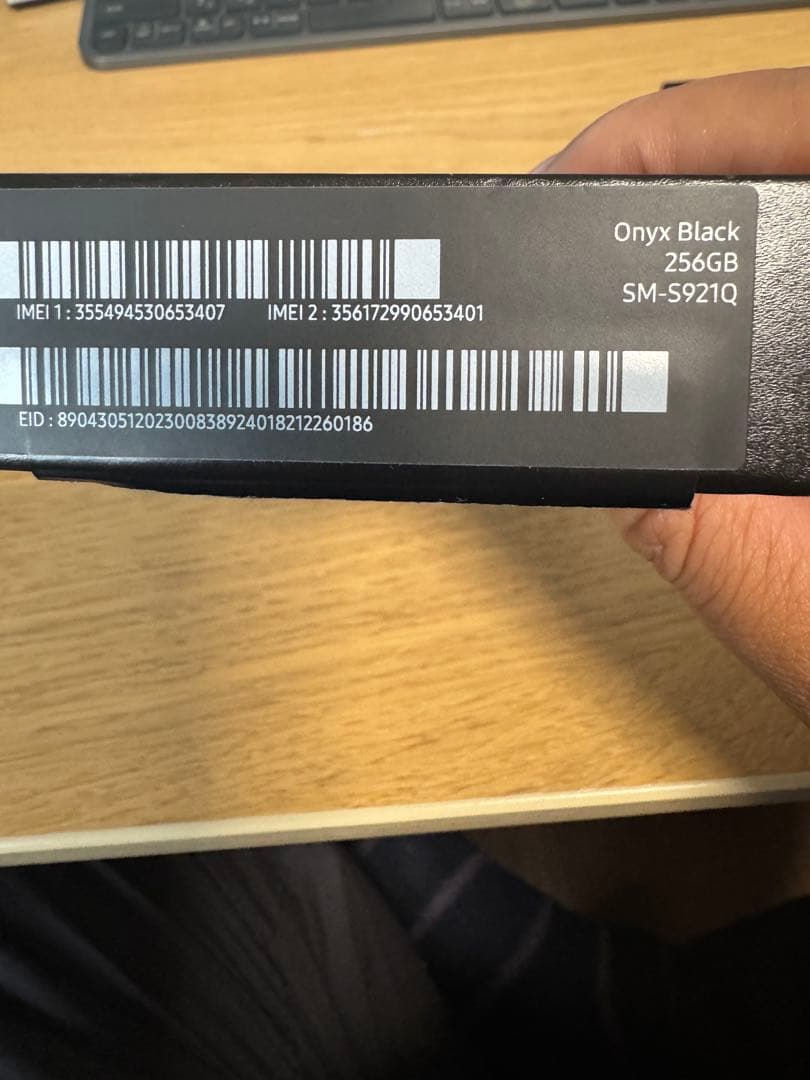 Onyx Black
256GB
SM-S921Q
IMEI 1 : 355494530653407 IMEI 2 : 356172990653401
EID : 89043051202300838924018212260186